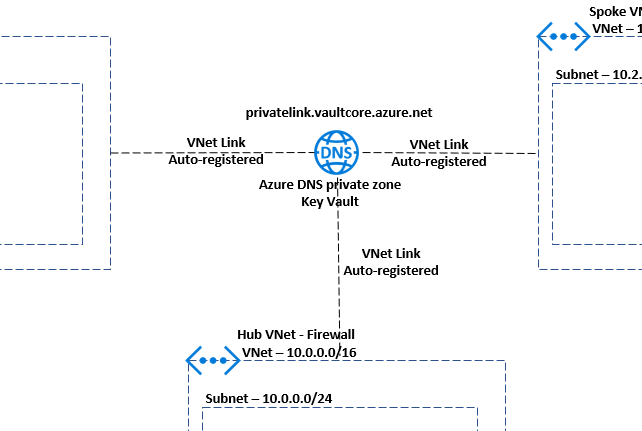 Spoke
VNet – 1
Subnet – 10.2.
privatelink.vaultcore.azure.net
VNet Link
Auto-registered
DNS
VNet Link
Auto-registered
Azure DNS private zone
Key Vault
VNet Link
Auto-registered
Hub VNet - Firewall
VNet – 10.0.0.0/16
Subnet – 10.0.0.0/24